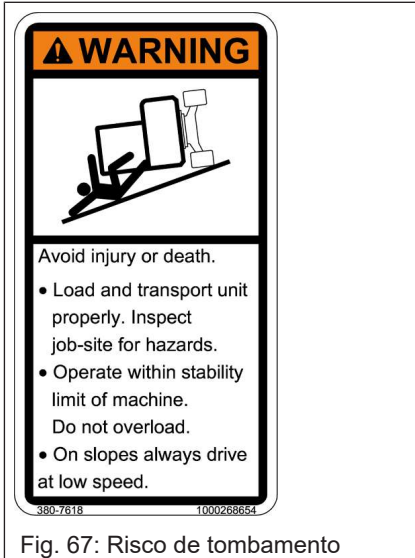 WARNING
Avoid injury or death.
• Load and transport unit
properly. Inspect
job-site for hazards.
• Operate within stability
limit of machine.
Do not overload.
• On slopes always drive
at low speed.
380-7618 1000268654
Fig. 67: Risco de tombamento